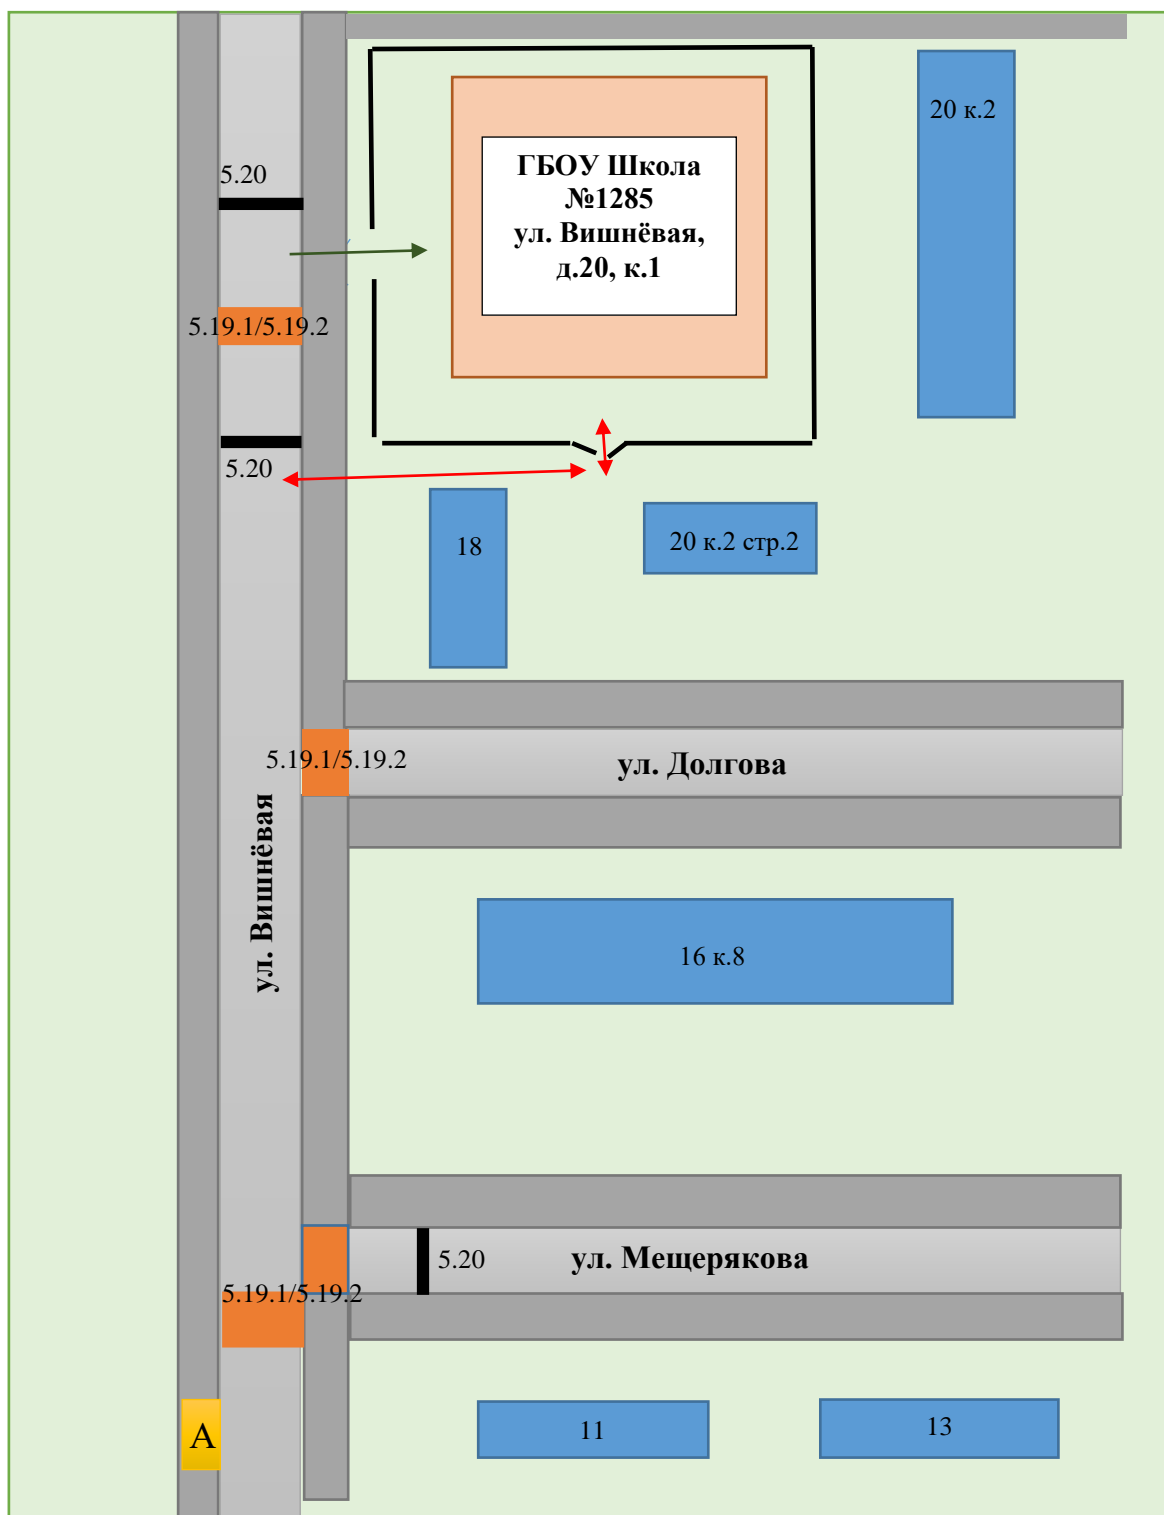 20 к.2
ГБОУ Школа
№1285
ул. Вишнёвая,
д.20, к.1
5.20
5.19.1/5.19.2
5.20
18
20 к.2 стр.2
5.19.1/5.19.2
ул. Долгова
ул. Вишнёвая
16 к.8
5.20
ул. Мещерякова
5.19.1/5.19.2
А
11
13